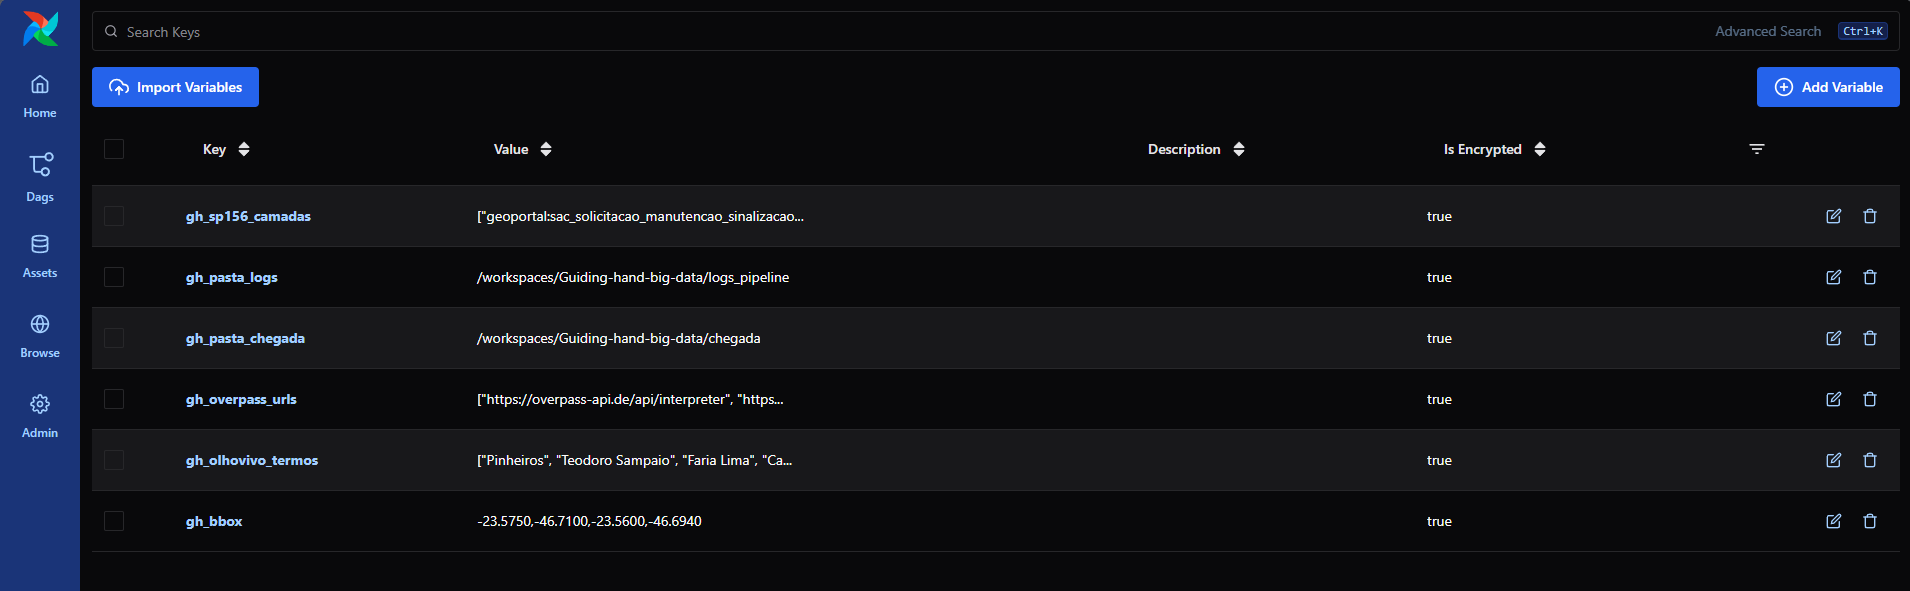 Search Keys
Advanced Search Ctrl+K
Import Variables
Add Variable
Home
Dags
Assets
Browse
Admin
Key Value Description Is Encrypted
gh_sp156_camadas ["geoportal:sac_solicitacao_manutencao_sinalizacao... true
gh_pasta_logs /workspaces/Guiding-hand-big-data/logs_pipeline true
gh_pasta_chegada /workspaces/Guiding-hand-big-data/chegada true
gh_overpass_urls ["https://overpass-api.de/api/interpreter", "https... true
gh_olhovivo_termos ["Pinheiros", "Teodoro Sampaio", "Faria Lima", "Ca... true
gh_bbox -23.5750,-46.7100,-23.5600,-46.6940 true